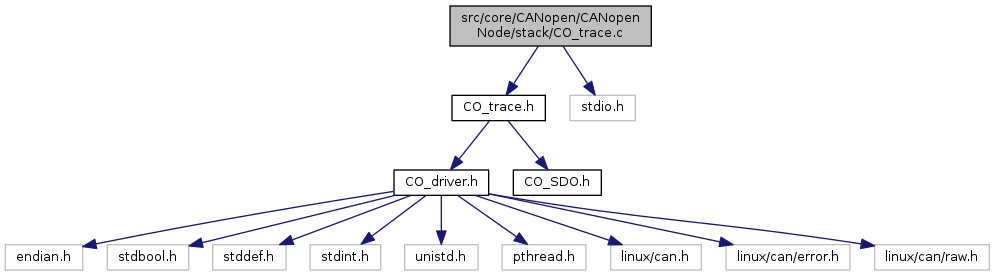 src/core/CANopen/CANopen
Node/stack/CO_trace.c
CO_trace.h
stdio.h
CO_driver.h
CO_SDO.h
endian.h
stdbool.h
stddef.h
stdint.h
unistd.h
pthread.h
linux/can.h
linux/can/error.h
linux/can/raw.h